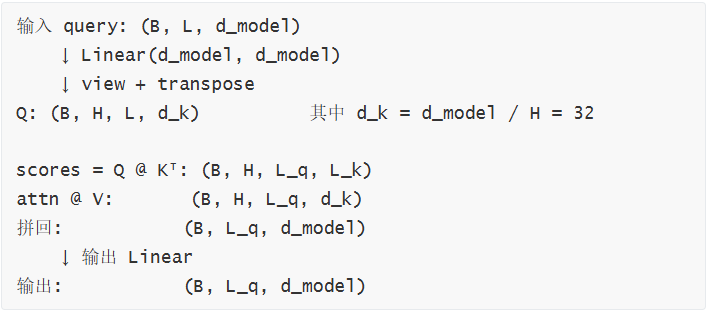 输入 query: (B, L, d_model)
↓ Linear(d_model, d_model)
↓ view + transpose
Q: (B, H, L, d_k)          其中 d_k = d_model / H = 32
scores = Q @ Kᵀ: (B, H, L_q, L_k)
attn @ V:       (B, H, L_q, d_k)
拼回:           (B, L_q, d_model)
↓ 输出 Linear
输出:           (B, L_q, d_model)